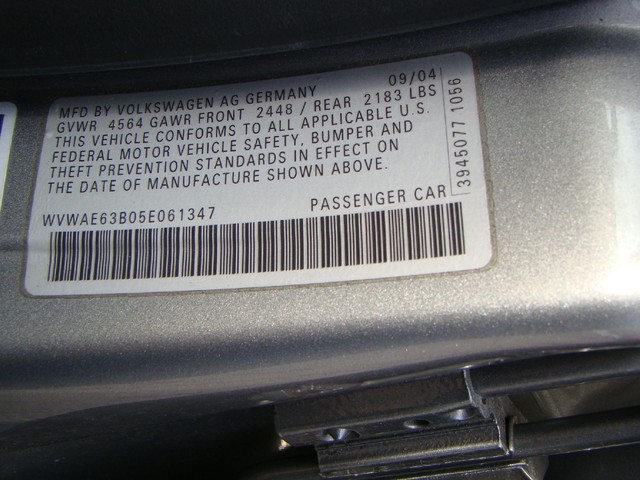 MFD BY VOLKSWAGEN AG GERMANY 09/04
GVWR 4564 GAWR FRONT 2448 / REAR 2183 LBS
THIS VEHICLE CONFORMS TO ALL APPLICABLE U.S.
FEDERAL MOTOR VEHICLE SAFETY, BUMPER AND
THEFT PREVENTION STANDARDS IN EFFECT ON
THE DATE OF MANUFACTURE SHOWN ABOVE.
WVWAE63B05E061347 PASSENGER CAR
3945077 1056